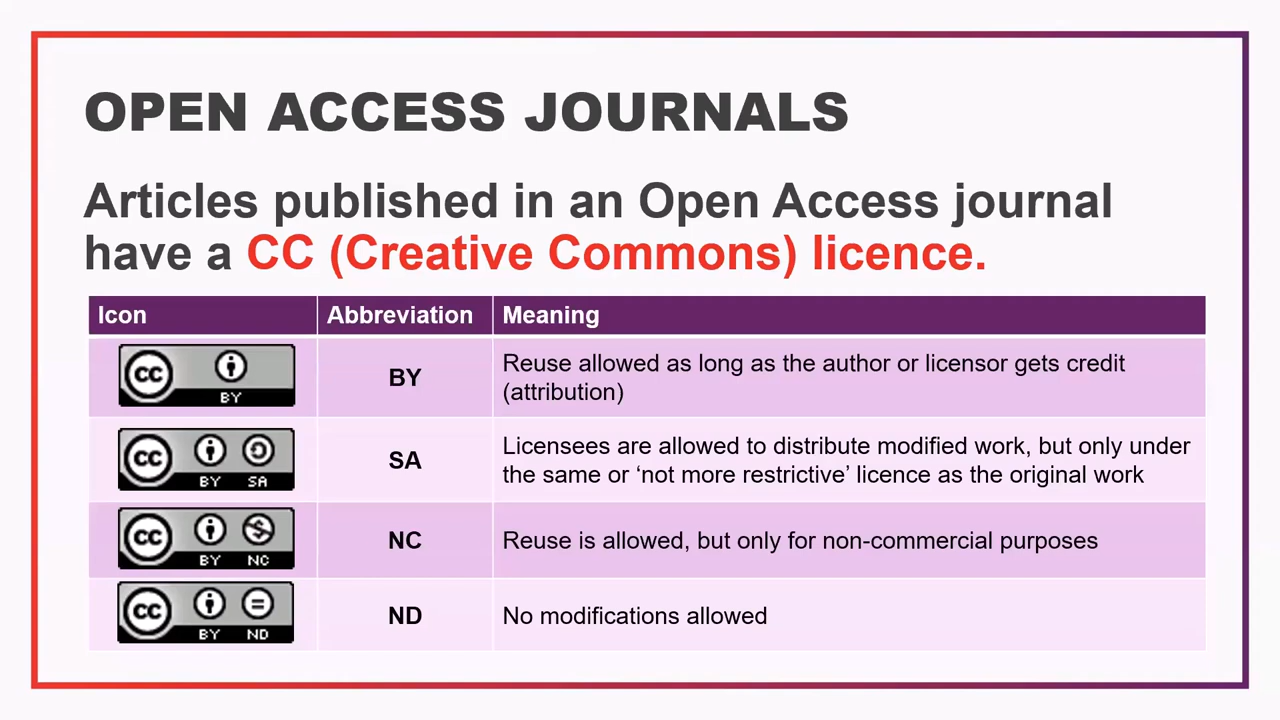 OPEN ACCESS JOURNALS
Articles published in an Open Access journal
have a CC (Creative Commons) licence.
Icon Abbreviation Meaning
CC BY BY Reuse allowed as long as the author or licensor gets credit
(attribution)
CC BY SA SA Licensees are allowed to distribute modified work, but only under
the same or ‘not more restrictive’ licence as the original work
CC BY NC NC Reuse is allowed, but only for non-commercial purposes
CC BY ND ND No modifications allowed